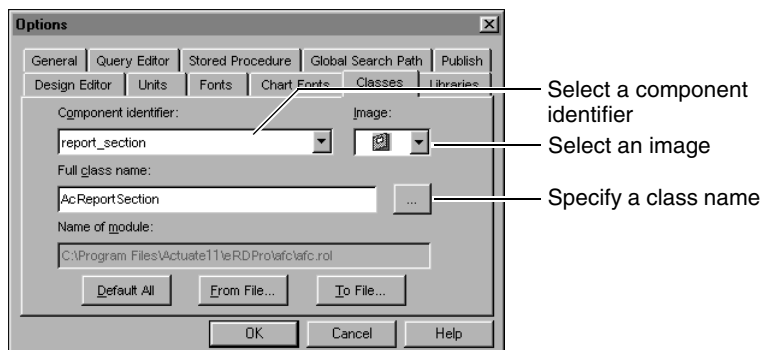 Options
General Query Editor Stored Procedure Global Search Path Publish
Design Editor Units Fonts Chart Fonts Classes Libraries
Component identifier: Image:
report_section
Full class name:
AcReportSection ...
Name of module:
C:\Program Files\Actuate11\eRDPro\afc\afc.rol
Default All From File... To File...
OK Cancel Help
Select a component
identifier
Select an image
Specify a class name